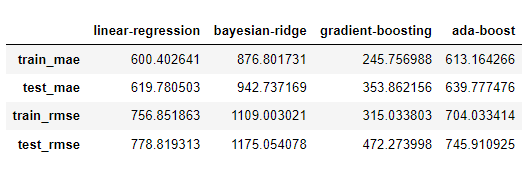 linear-regression bayesian-ridge gradient-boosting ada-boost
train_mae 600.402641 876.801731 245.756988 613.164266
test_mae 619.780503 942.737169 353.862156 639.777476
train_rmse 756.851863 1109.003021 315.033803 704.033414
test_rmse 778.819313 1175.054078 472.273998 745.910925